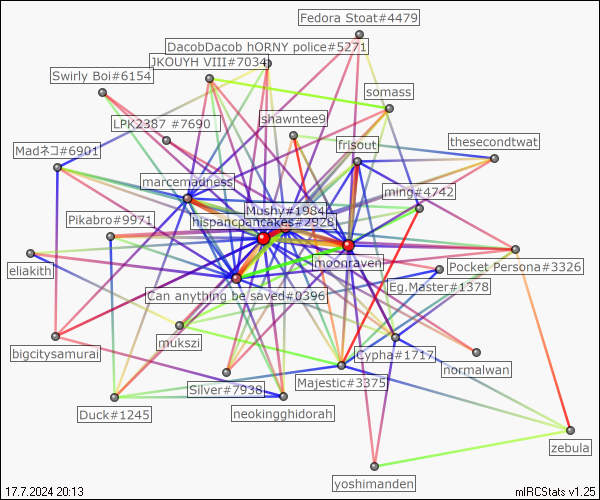 Fedora Stoat#4479
DacobDacob hORNY police#5271
JKOUYH VIII#7034
Swirly Boi#6154
somass
LPK2387 #7690
shawntee9
frisout
thesecondtwat
Madネコ#6901
marcemadness
ming#4742
Mushy#1984
Pikabro#9971
hispancpancakes#2928
moonraven
Pocket Persona#3326
eliakith
Eg.Master#1378
Can anything be saved#0396
mukszi
bigcitysamurai
Cypha#1717
normalwan
Majestic#3375
Silver#7938
Duck#1245
neokingghidorah
zebula
yoshimanden
17.7.2024 20:13
mIRCStats v1.25